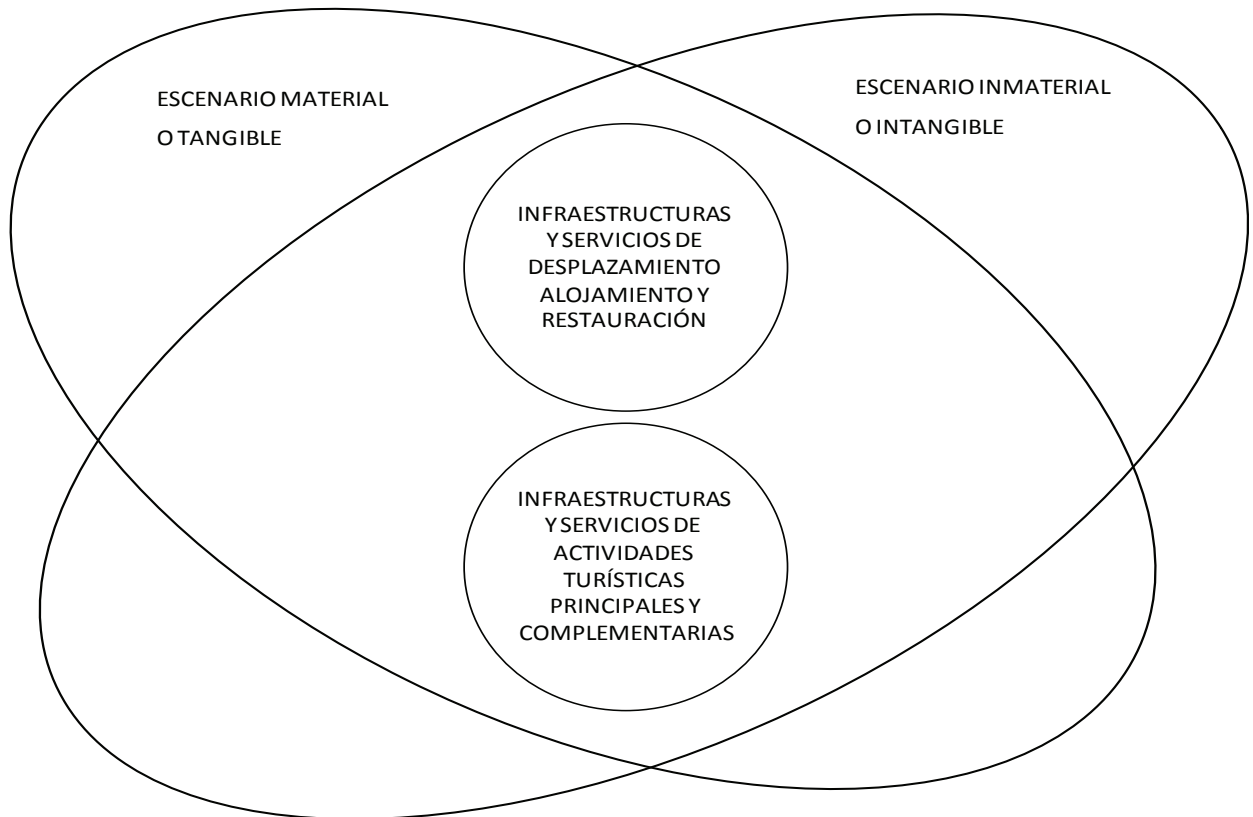 ESCENARIO MATERIAL
O TANGIBLE
ESCENARIO INMATERIAL
O INTANGIBLE
INFRAESTRUCTURAS
Y SERVICIOS DE
DESPLAZAMIENTO
ALOJAMIENTO Y
RESTAURACIÓN
INFRAESTRUCTURAS
Y SERVICIOS DE
ACTIVIDADES
TURÍSTICAS
PRINCIPALES Y
COMPLEMENTARIAS